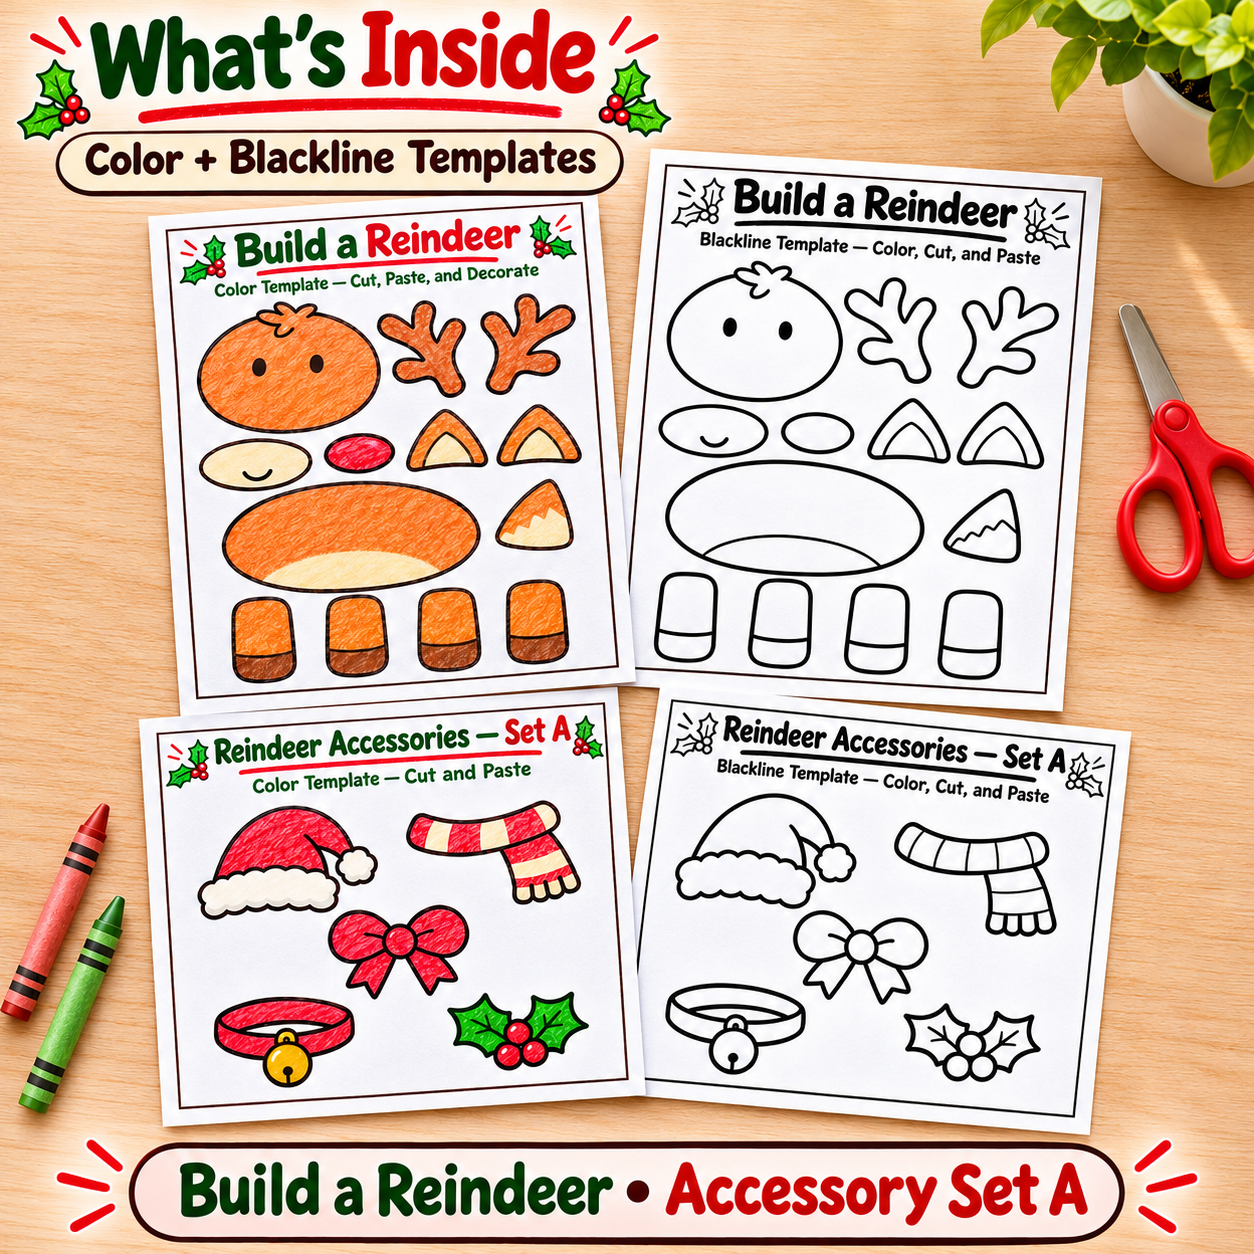 What's Inside
Color + Blackline Templates
Build a Reindeer
Color Template — Cut, Paste, and Decorate
Build a Reindeer
Blackline Template — Color, Cut, and Paste
Reindeer Accessories — Set A
Color Template — Cut and Paste
Reindeer Accessories — Set A
Blackline Template — Color, Cut, and Paste
Build a Reindeer • Accessory Set A